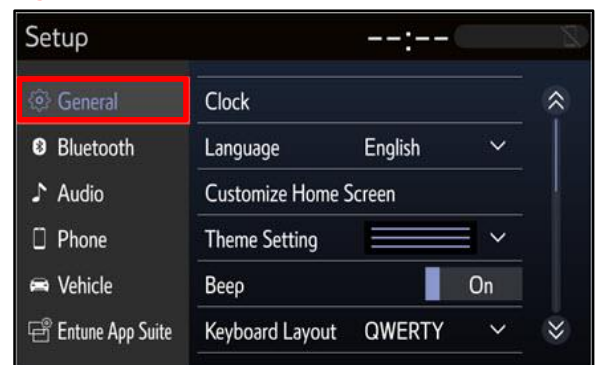 Setup --:--
General
Bluetooth
Audio
Phone
Vehicle
Entune App Suite
Clock
Language English
Customize Home Screen
Theme Setting
Beep On
Keyboard Layout QWERTY